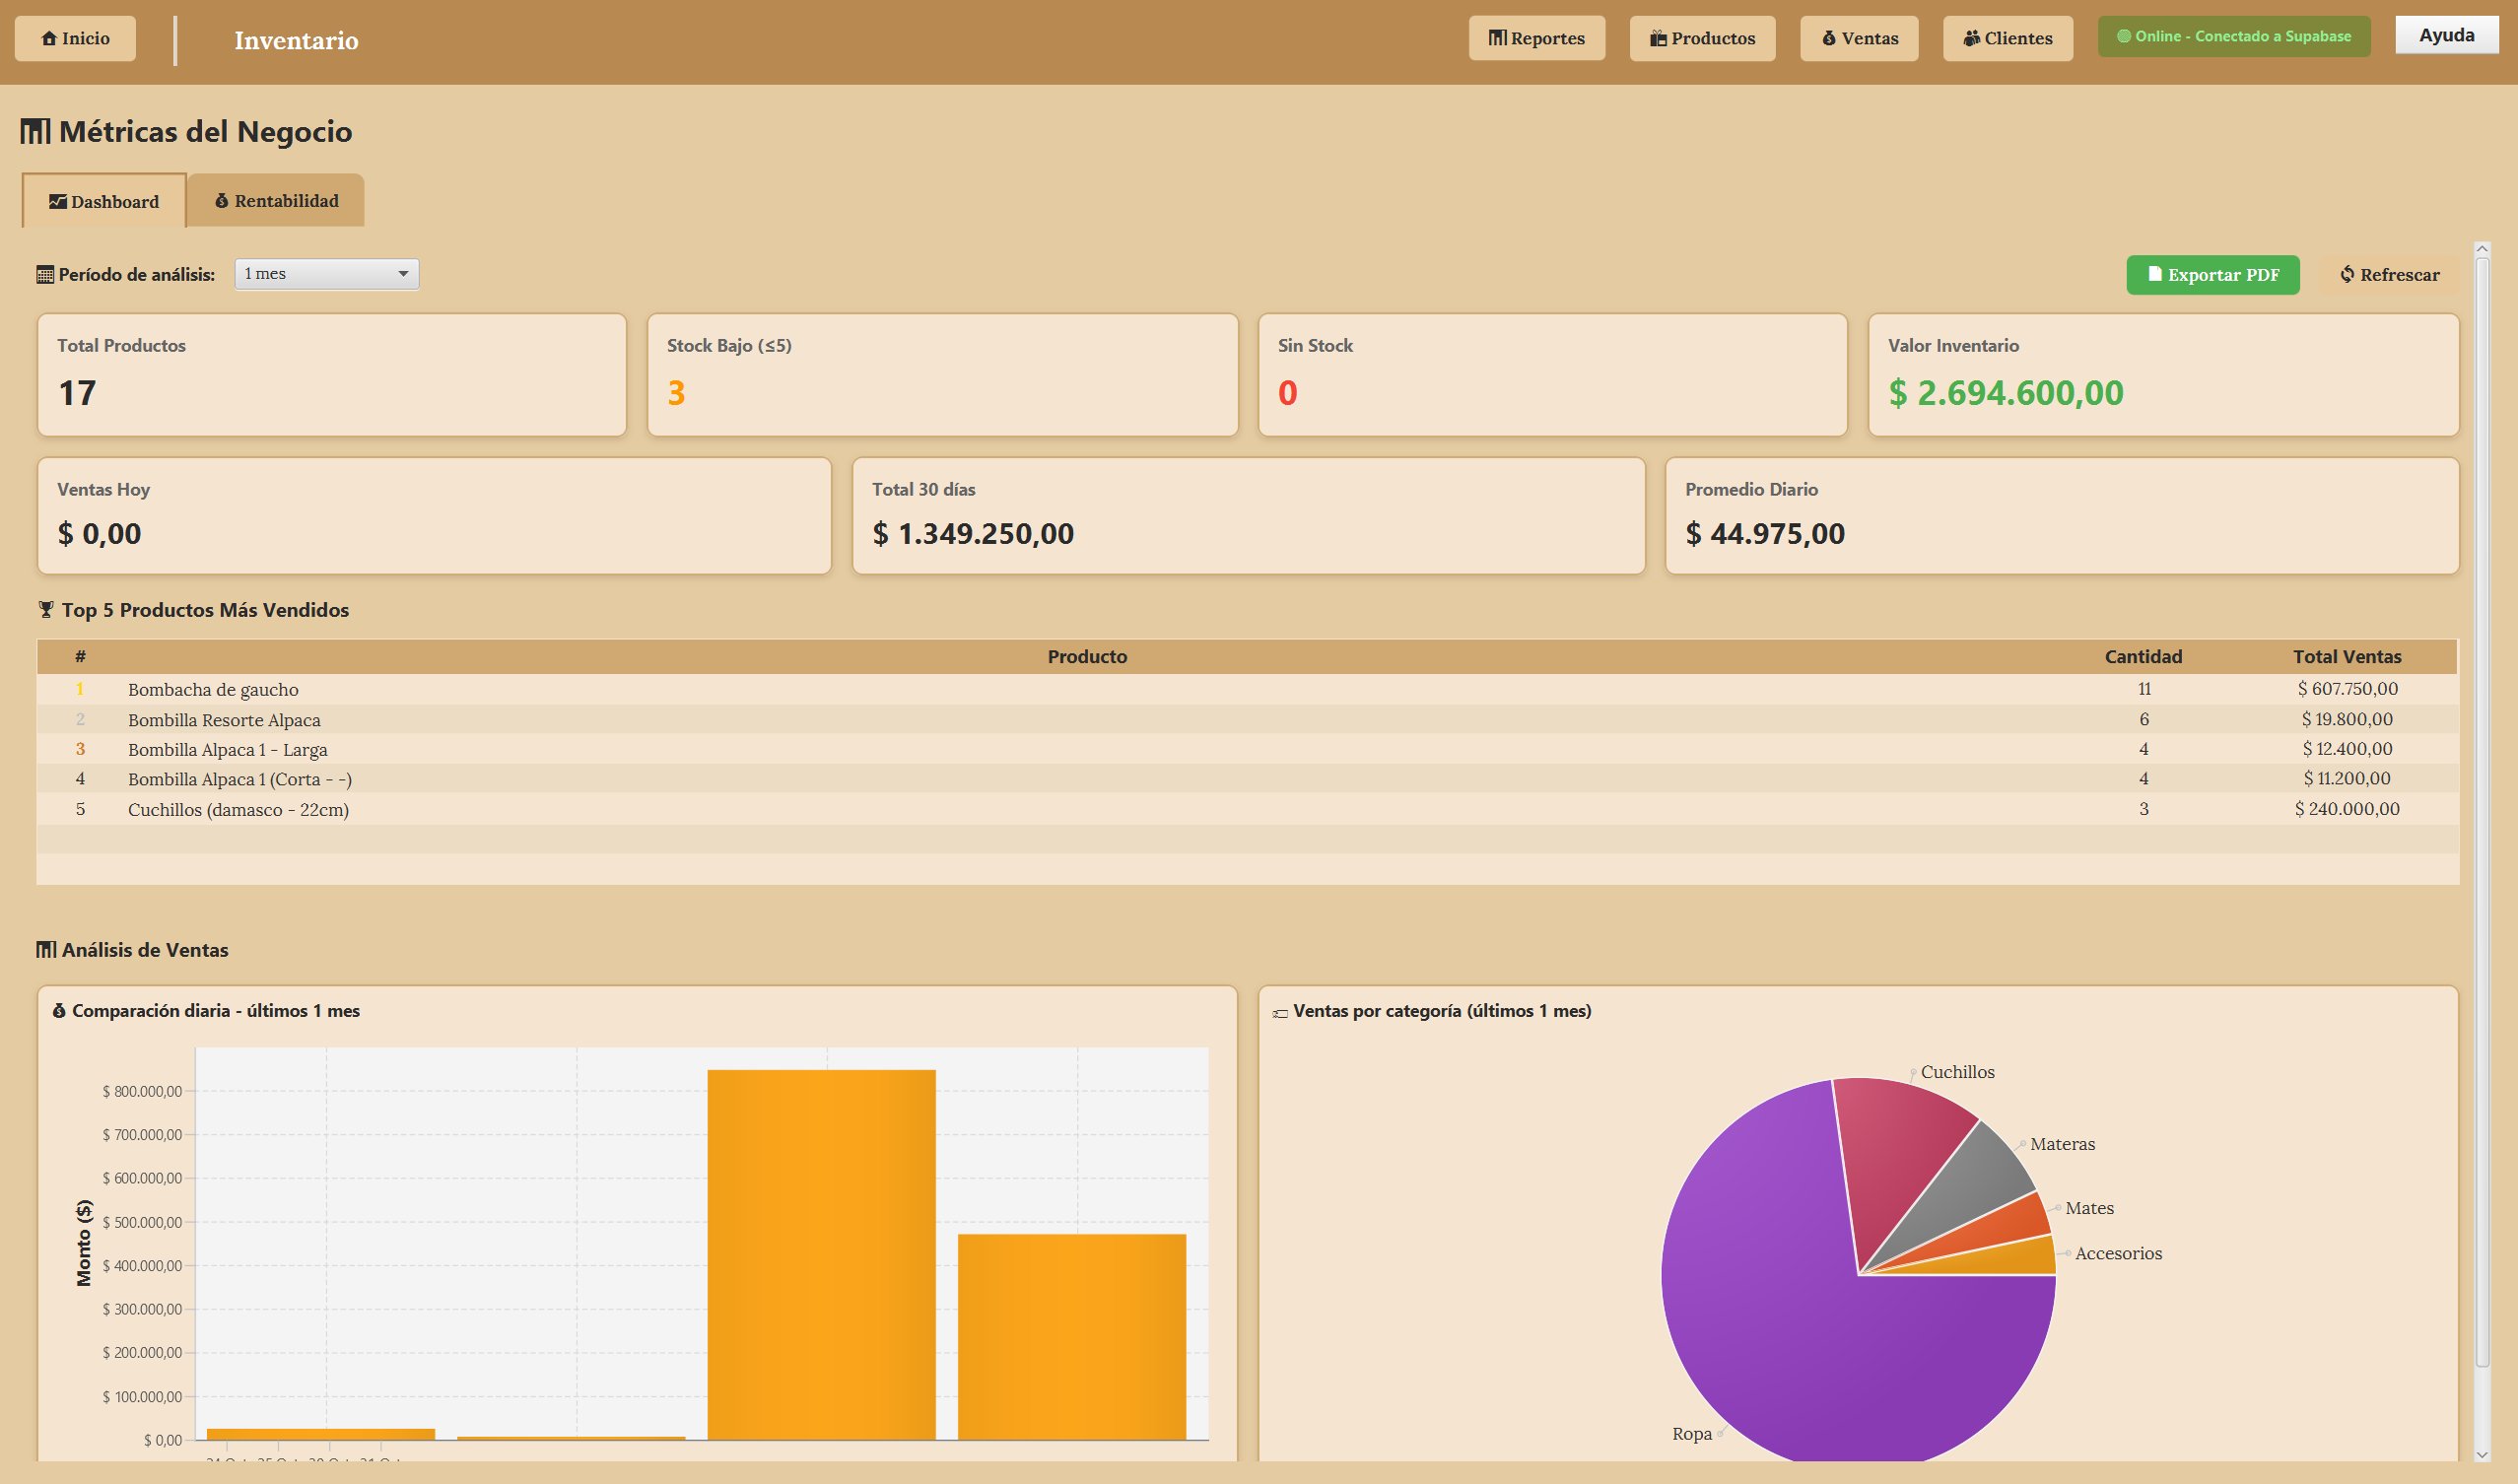 Inicio
Inventario
Reportes
Productos
Ventas
Clientes
Online - Conectado a Supabase
Ayuda
Métricas del Negocio
Dashboard
Rentabilidad
Período de análisis:
1 mes
Exportar PDF
Refrescar
Total Productos
17
Stock Bajo (≤5)
3
Sin Stock
0
Valor Inventario
$ 2.694.600,00
Ventas Hoy
$ 0,00
Total 30 días
$ 1.349.250,00
Promedio Diario
$ 44.975,00
Top 5 Productos Más Vendidos
# Producto Cantidad Total Ventas
1 Bombacha de gaucho 11 $ 607.750,00
2 Bombilla Resorte Alpaca 6 $ 19.800,00
3 Bombilla Alpaca 1 - Larga 4 $ 12.400,00
4 Bombilla Alpaca 1 (Corta - -) 4 $ 11.200,00
5 Cuchillos (damasco - 22cm) 3 $ 240.000,00
Análisis de Ventas
Comparación diaria - últimos 1 mes
Monto ($)
$ 800.000,00
$ 700.000,00
$ 600.000,00
$ 500.000,00
$ 400.000,00
$ 300.000,00
$ 200.000,00
$ 100.000,00
$ 0,00
Ventas por categoría (últimos 1 mes)
Cuchillos
Materas
Mates
Accesorios
Ropa